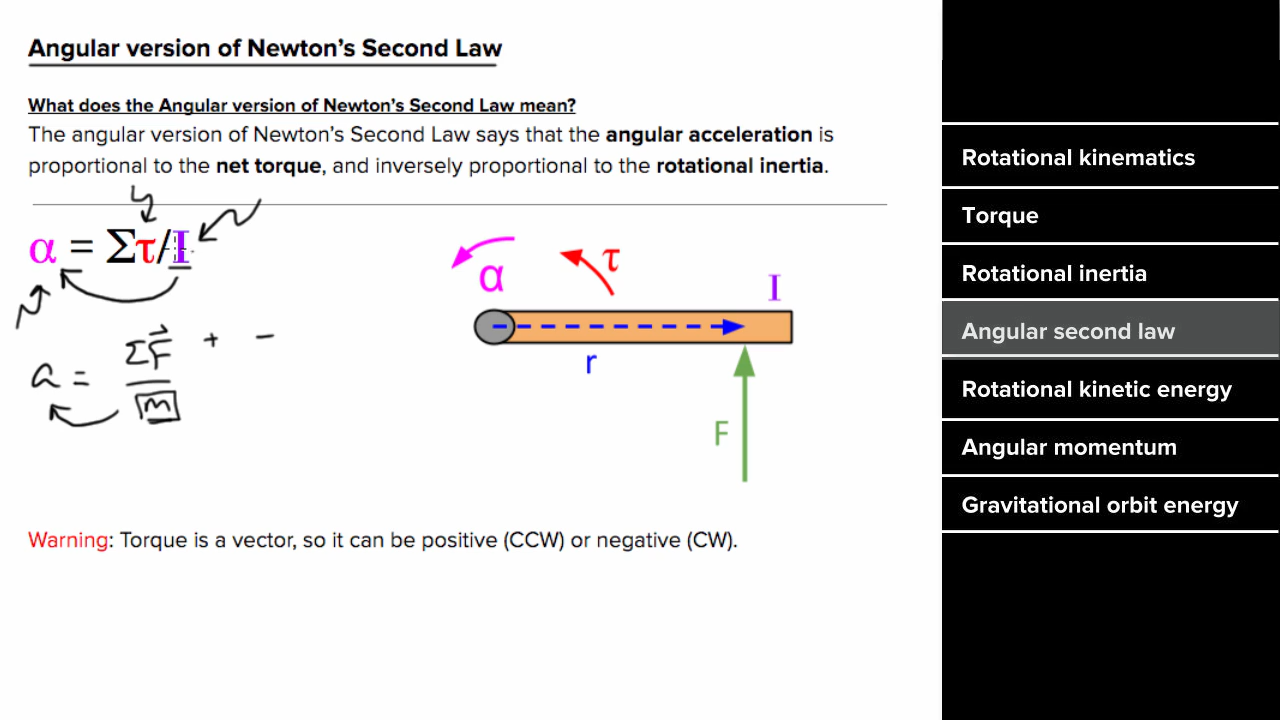 Angular version of Newton's Second Law
What does the Angular version of Newton's Second Law mean?
The angular version of Newton's Second Law says that the angular acceleration is
proportional to the net torque, and inversely proportional to the rotational inertia.
α = Στ/I
a = ΣF⃗ / m
+ −
α
τ
I
r
F
Warning: Torque is a vector, so it can be positive (CCW) or negative (CW).
Rotational kinematics
Torque
Rotational inertia
Angular second law
Rotational kinetic energy
Angular momentum
Gravitational orbit energy